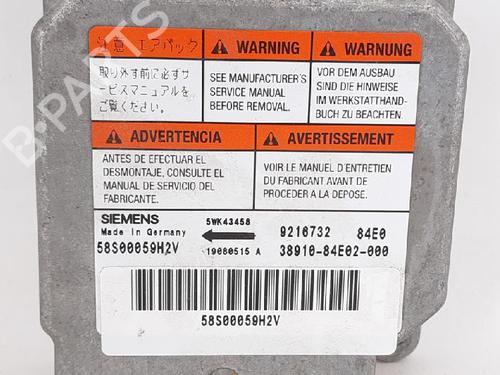 注意 エアバッグ
取り外す前に必ずサ
ービスマニュアルを
ご覧ください。
WARNING
SEE MANUFACTURER'S
SERVICE MANUAL
BEFORE REMOVAL.
WARNUNG
VOR DEM AUSBAU
SIND DIE HINWEISE
IM WERKSTATTHAND-
BUCH ZU BEACHTEN.
ADVERTENCIA
ANTES DE EFECTUAR EL
DESMONTAJE, CONSULTE EL
MANUAL DE SERVICIO DEL
FABRICANTE.
AVERTISSEMENT
VOIR LE MANUEL D'ENTRETIEN
DU FABRICANT AVANT DE
PROCEDER A LA DEPOSE.
SIEMENS 5WK43458 9216732 84E0
Made in Germany
58S00059H2V 19080515 A 38910-84E02-000
58S00059H2V
B-PARTS